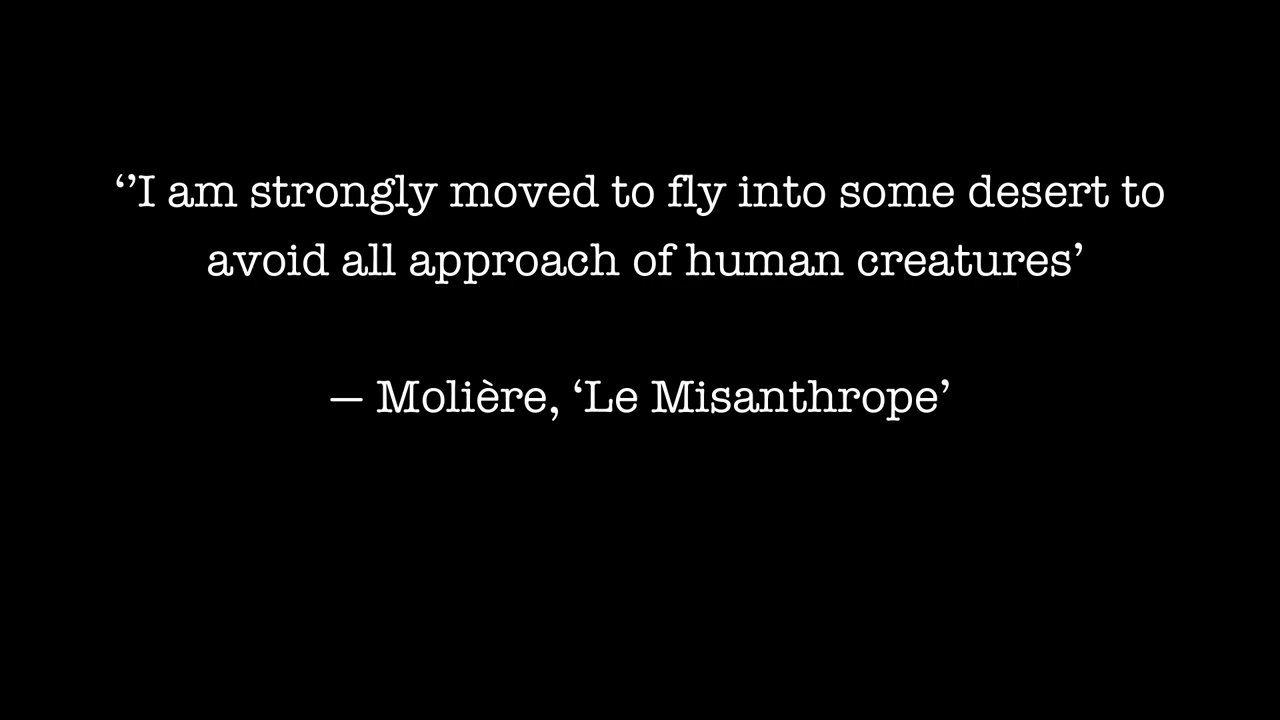 ‘’I am strongly moved to fly into some desert to
avoid all approach of human creatures’
— Molière, ‘Le Misanthrope’